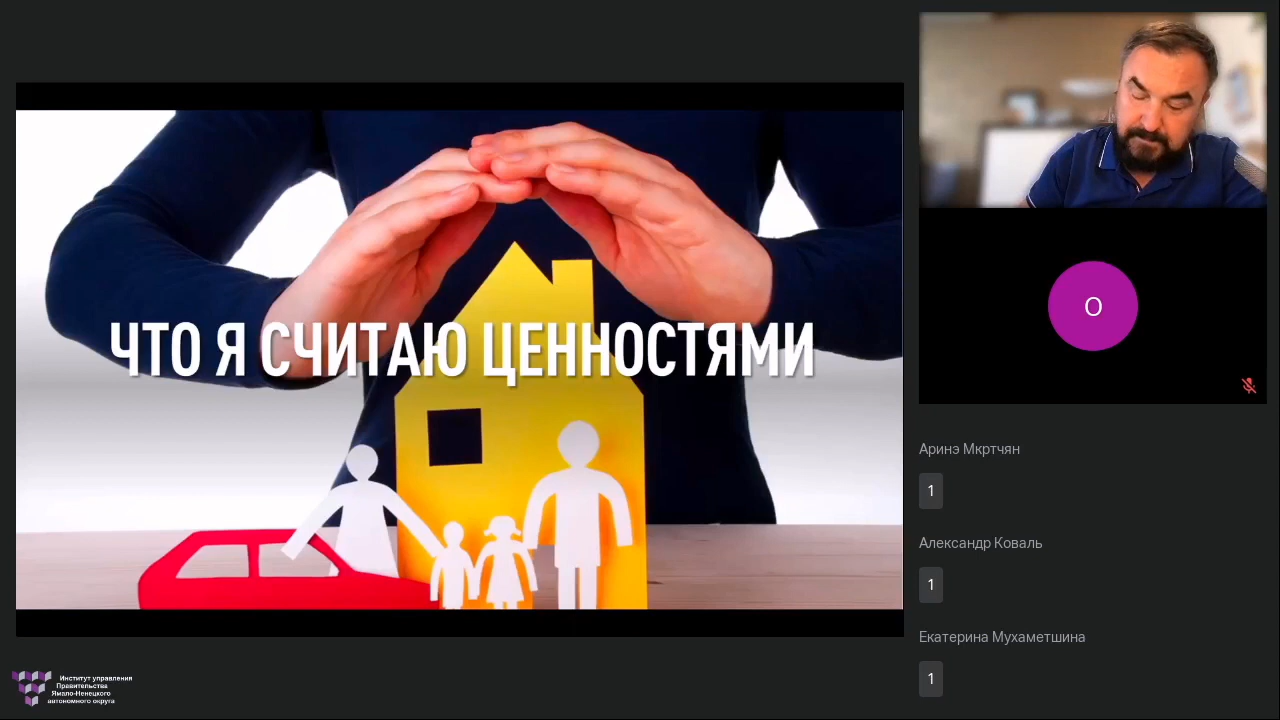 ЧТО Я СЧИТАЮ ЦЕННОСТЯМИ
О
Аринэ Мкртчян
1
Александр Коваль
1
Екатерина Мухаметшина
1
Институт управления
Правительства
Ямало-Ненецкого
автономного округа